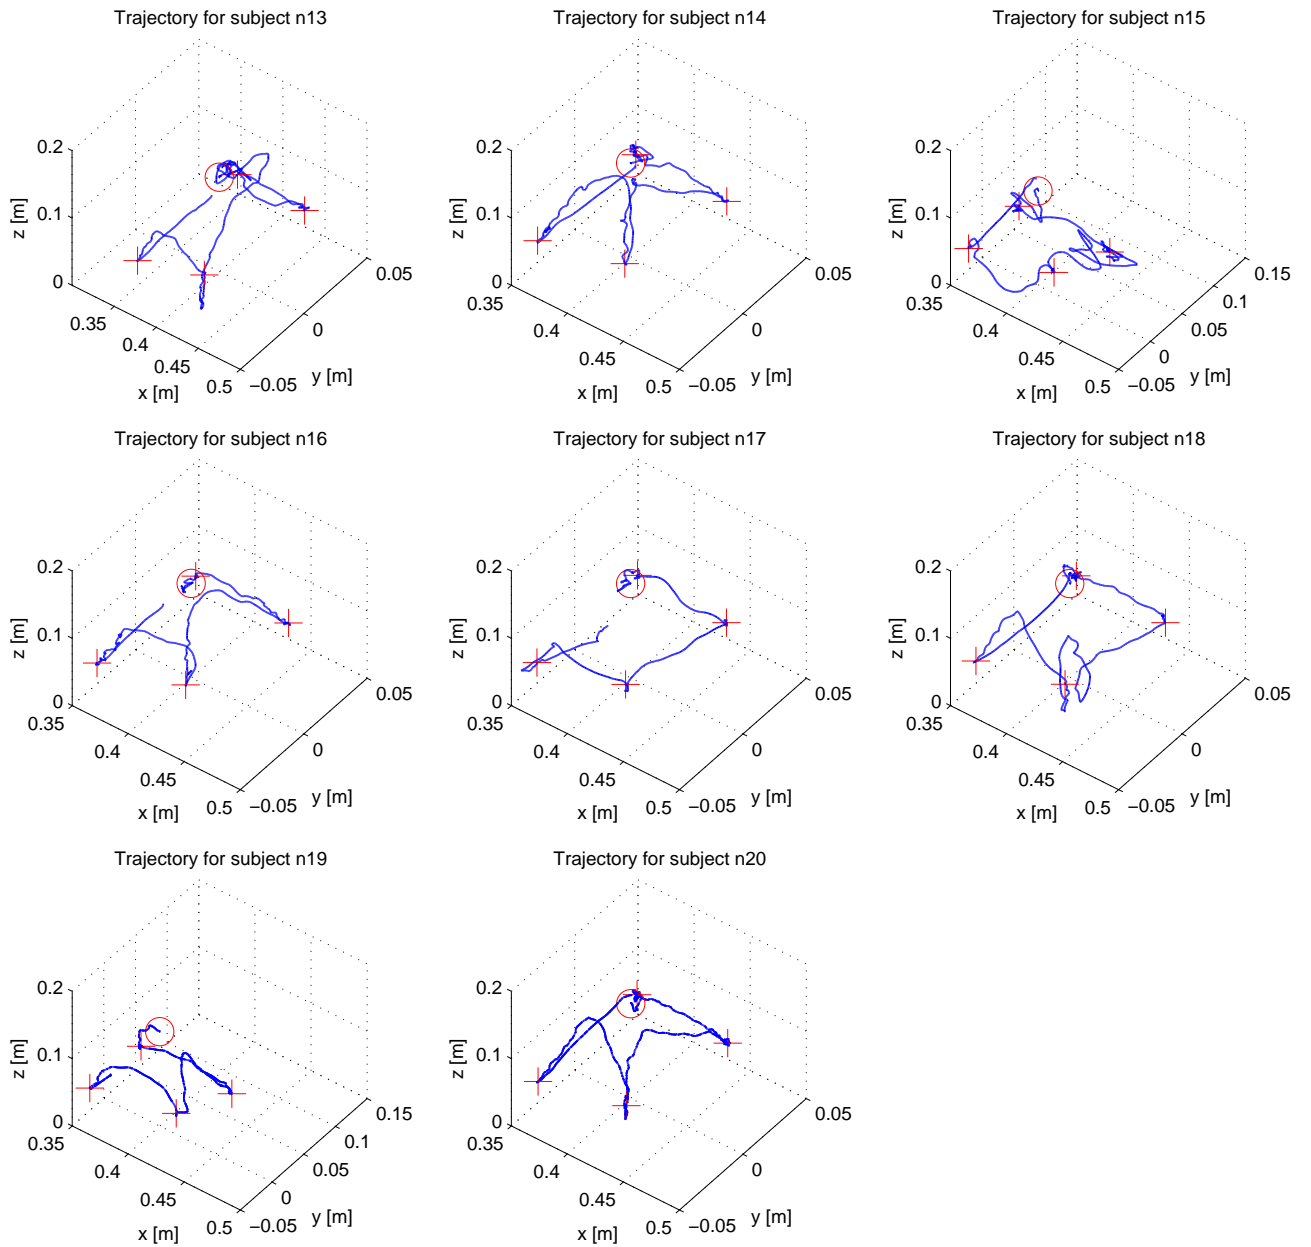 Trajectory for subject n13
0.2
0.1
0
z [m]
0.35
0.4
0.45
0.5
x [m]
−0.05
0
0.05
y [m]
Trajectory for subject n14
0.2
0.1
0
z [m]
0.35
0.4
0.45
0.5
x [m]
−0.05
0
0.05
y [m]
Trajectory for subject n15
0.2
0.1
0
z [m]
0.35
0.4
0.45
0.5
x [m]
−0.05
0
0.05
0.1
0.15
y [m]
Trajectory for subject n16
0.2
0.1
0
z [m]
0.35
0.4
0.45
0.5
x [m]
−0.05
0
0.05
y [m]
Trajectory for subject n17
0.2
0.1
0
z [m]
0.35
0.4
0.45
0.5
x [m]
−0.05
0
0.05
y [m]
Trajectory for subject n18
0.2
0.1
0
z [m]
0.35
0.4
0.45
0.5
x [m]
−0.05
0
0.05
y [m]
Trajectory for subject n19
0.2
0.1
0
z [m]
0.35
0.4
0.45
0.5
x [m]
−0.05
0
0.05
0.1
0.15
y [m]
Trajectory for subject n20
0.2
0.1
0
z [m]
0.35
0.4
0.45
0.5
x [m]
−0.05
0
0.05
y [m]